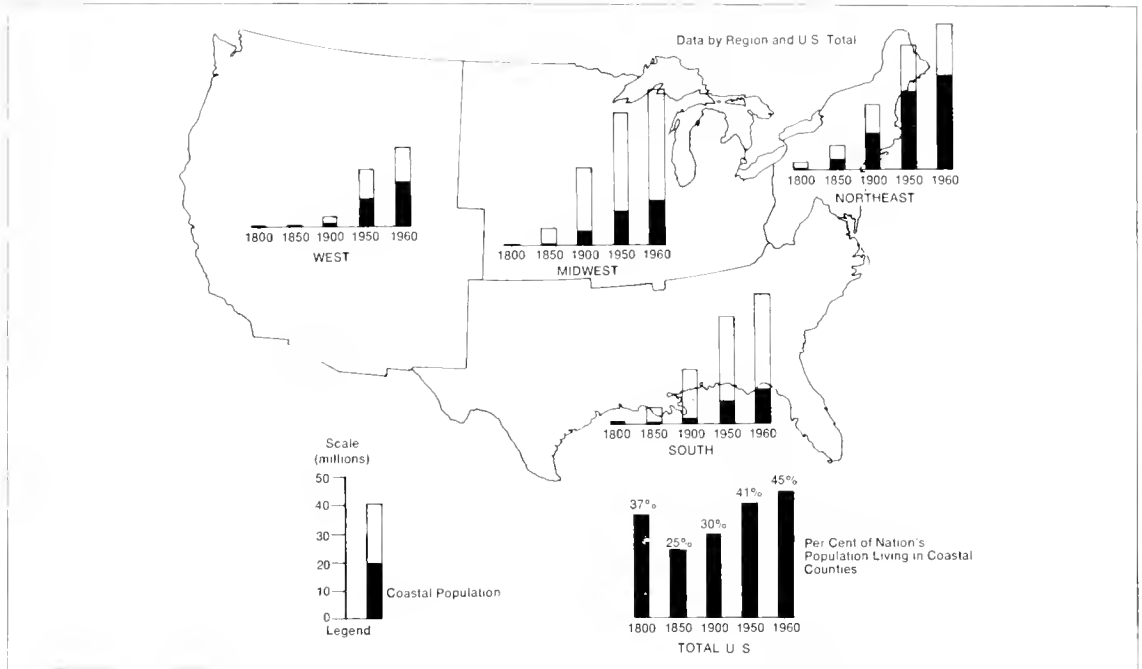 Data by Region and U.S. Total
1800 1850 1900 1950 1960
NORTHEAST
1800 1850 1900 1950 1960
WEST
1800 1850 1900 1950 1960
MIDWEST
1800 1850 1900 1950 1960
SOUTH
Scale
(millions)
50
40
30
20
10
0
Coastal Population
Legend
37%
25%
30%
41%
45%
Per Cent of Nation's
Population Living in Coastal
Counties
1800 1850 1900 1950 1960
TOTAL U S